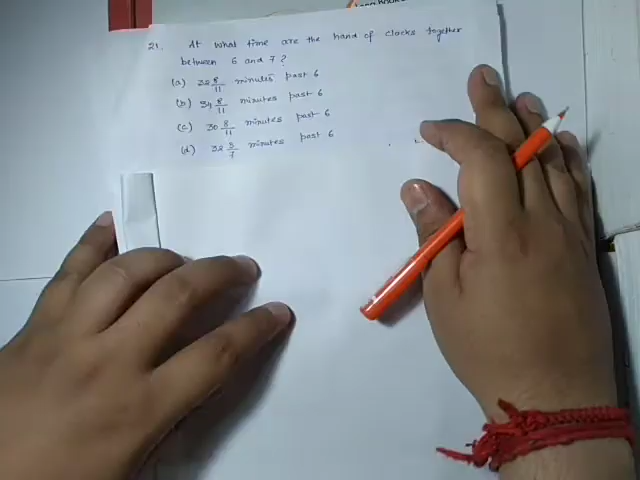 21. At what time are the hand of clocks together
between 6 and 7 ?
(a) 32 8/11 minutes past 6
(b) 34 8/11 minutes past 6
(c) 30 8/11 minutes past 6
(d) 32 5/7 minutes past 6